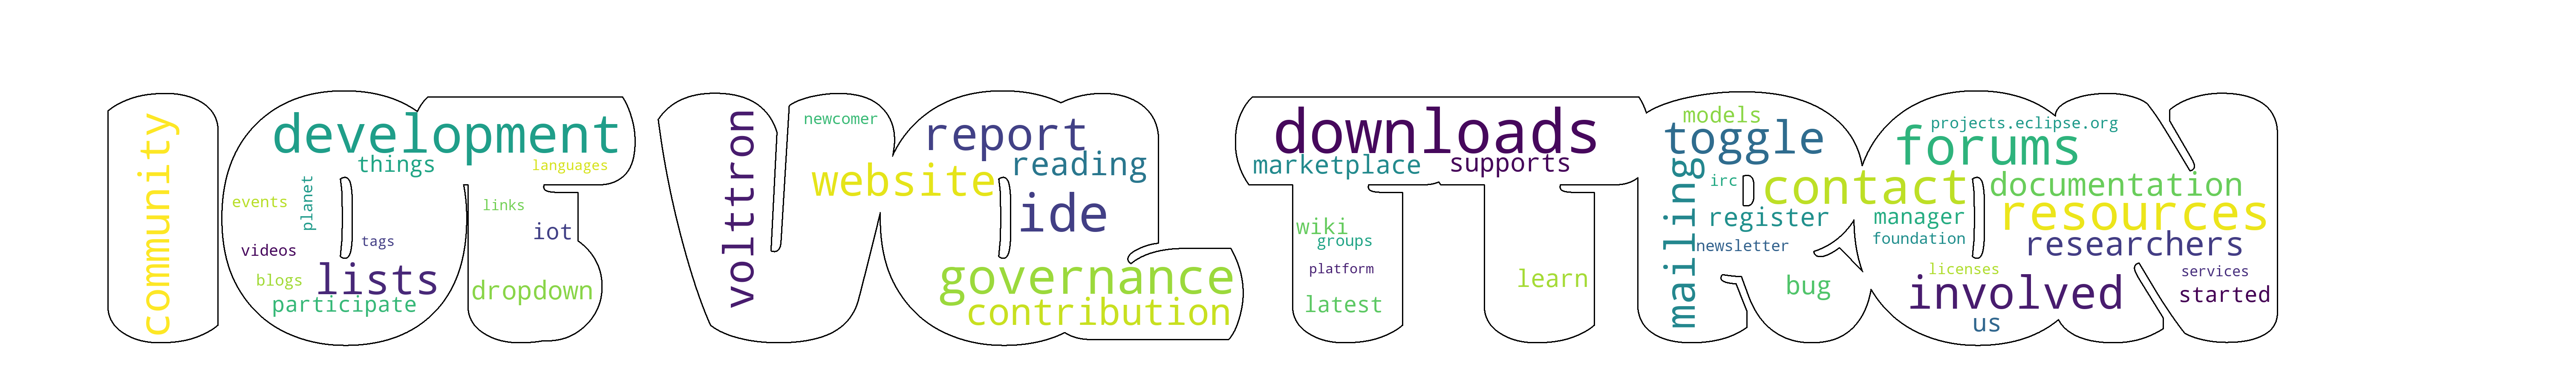 community
development
things
languages
planet
events
links
tags
iot
videos
lists
blogs
participate
dropdown
volttron
newcomer
report
reading
website
ide
governance
contribution
downloads
marketplace
supports
wiki
groups
platform
latest
learn
models
toggle
mailing
irc
contact
register
newsletter
bug
projects.eclipse.org
forums
documentation
resources
manager
foundation
researchers
licenses
services
involved
started
us